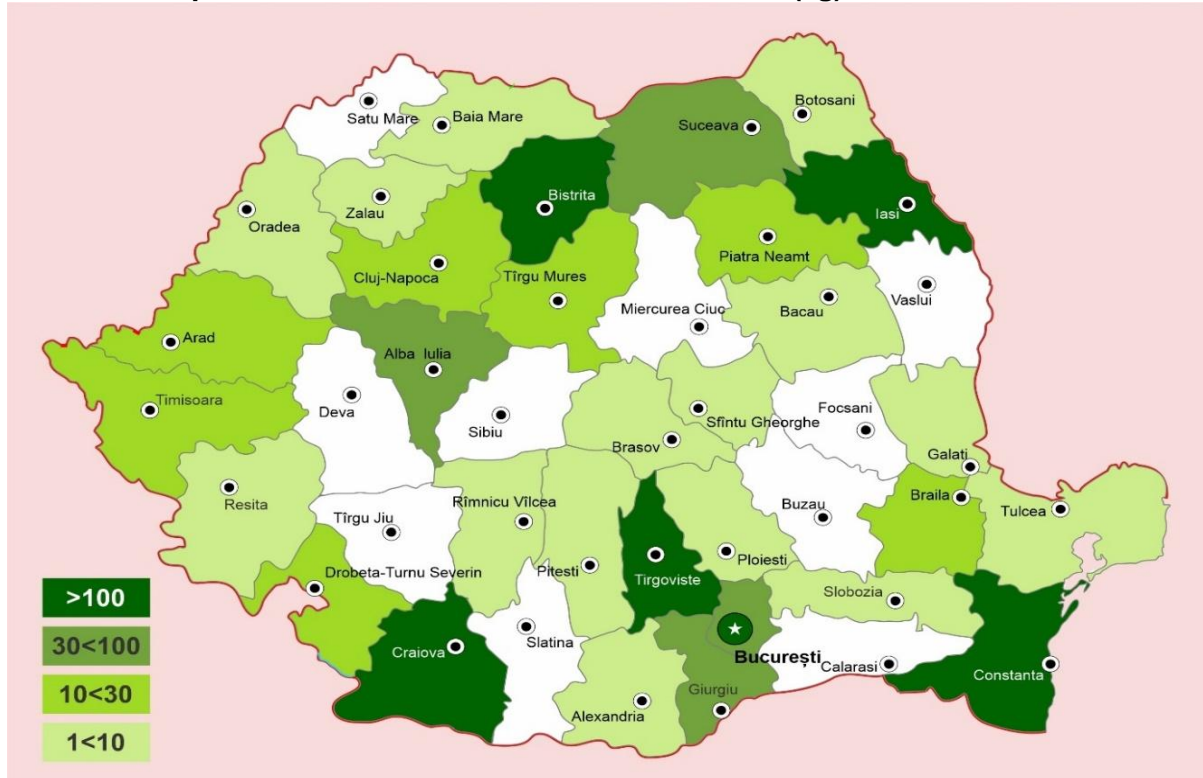 Satu Mare
Baia Mare
Botosani
Suceava
Bistrita
Iasi
Zalau
Oradea
Cluj-Napoca
Tîrgu Mures
Piatra Neamt
Vaslui
Miercurea Ciuc
Bacau
Arad
Alba Iulia
Timisoara
Deva
Sibiu
Focsani
Sfîntu Gheorghe
Brasov
Galati
Resita
Rîmnicu Vîlcea
Braila
Buzau
Tulcea
Tîrgu Jiu
Ploiesti
Pitesti
Tirgoviste
Drobeta-Turnu Severin
Slobozia
>100
30<100
10<30
1<10
Craiova
Slatina
București
Calarasi
Constanta
Giurgiu
Alexandria